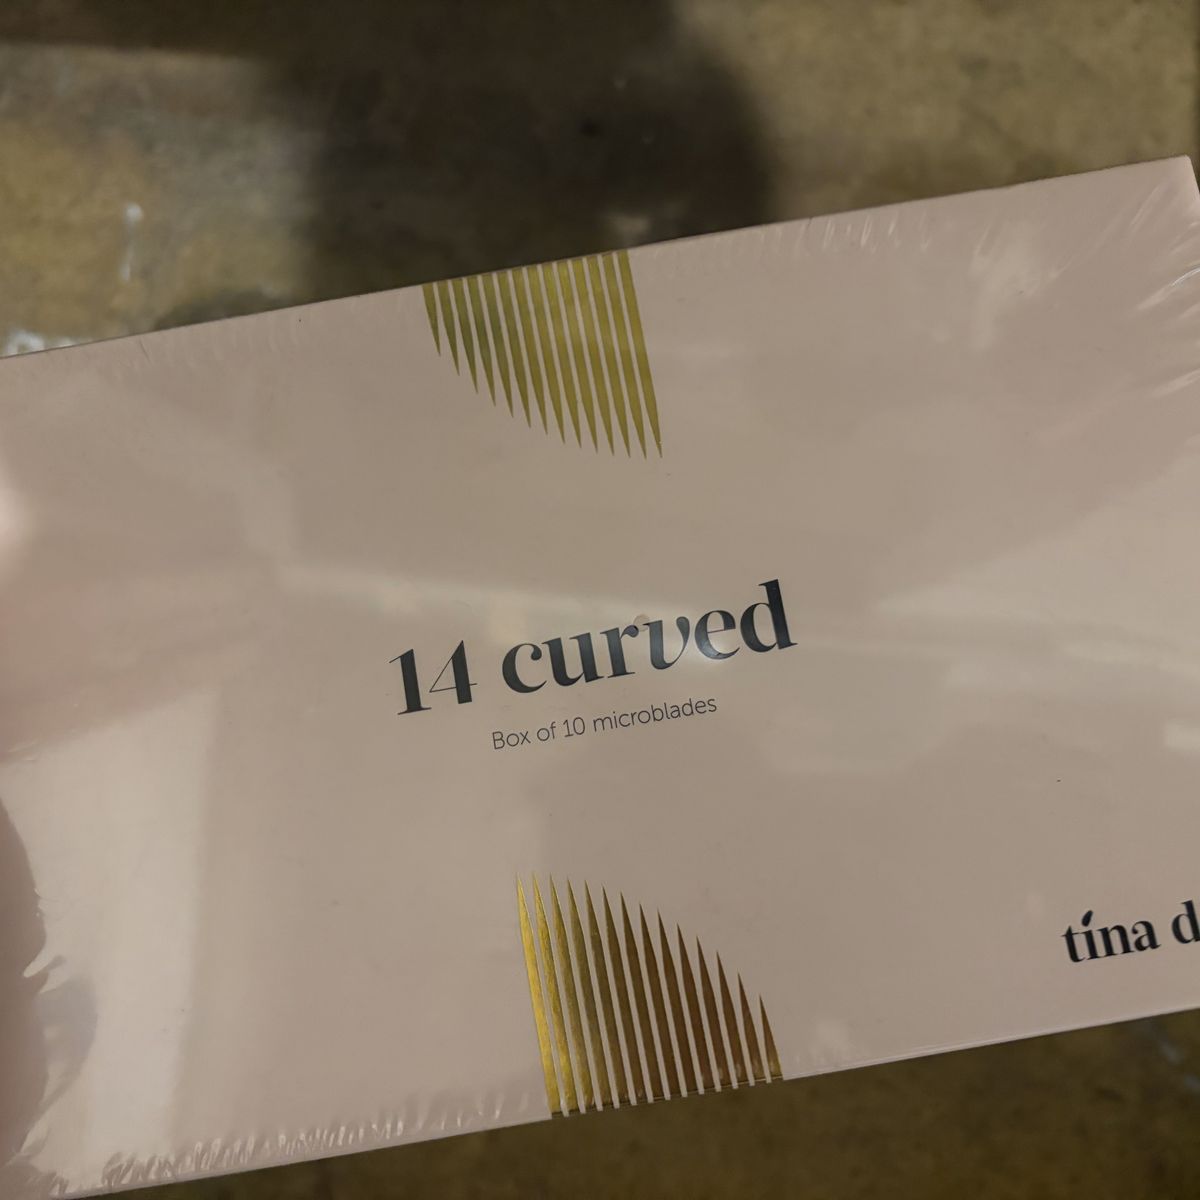 14 curved
Box of 10 microblades
tína d